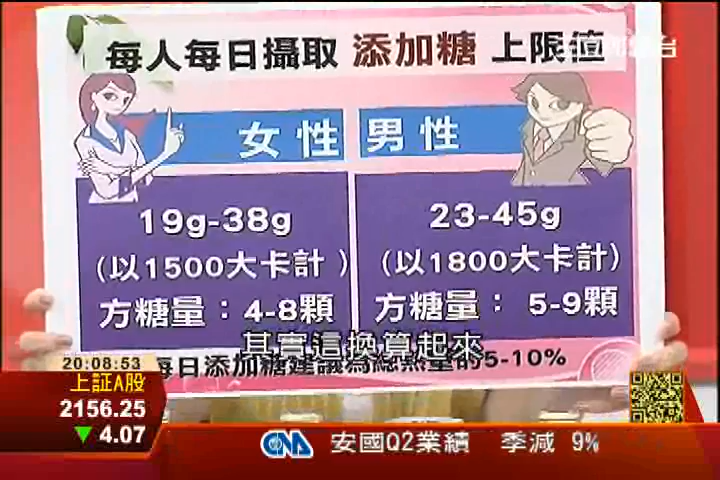 每人每日攝取 添加糖 上限值
女性 男性
19g-38g
(以1500大卡計)
方糖量：4-8顆
23-45g
(以1800大卡計)
方糖量： 5-9顆
其實這換算起來
每日添加糖建議為總熱量的5-10%
20:08:53
上証A股
2156.25
▼4.07
CNA 安國Q2業績 季減 9%